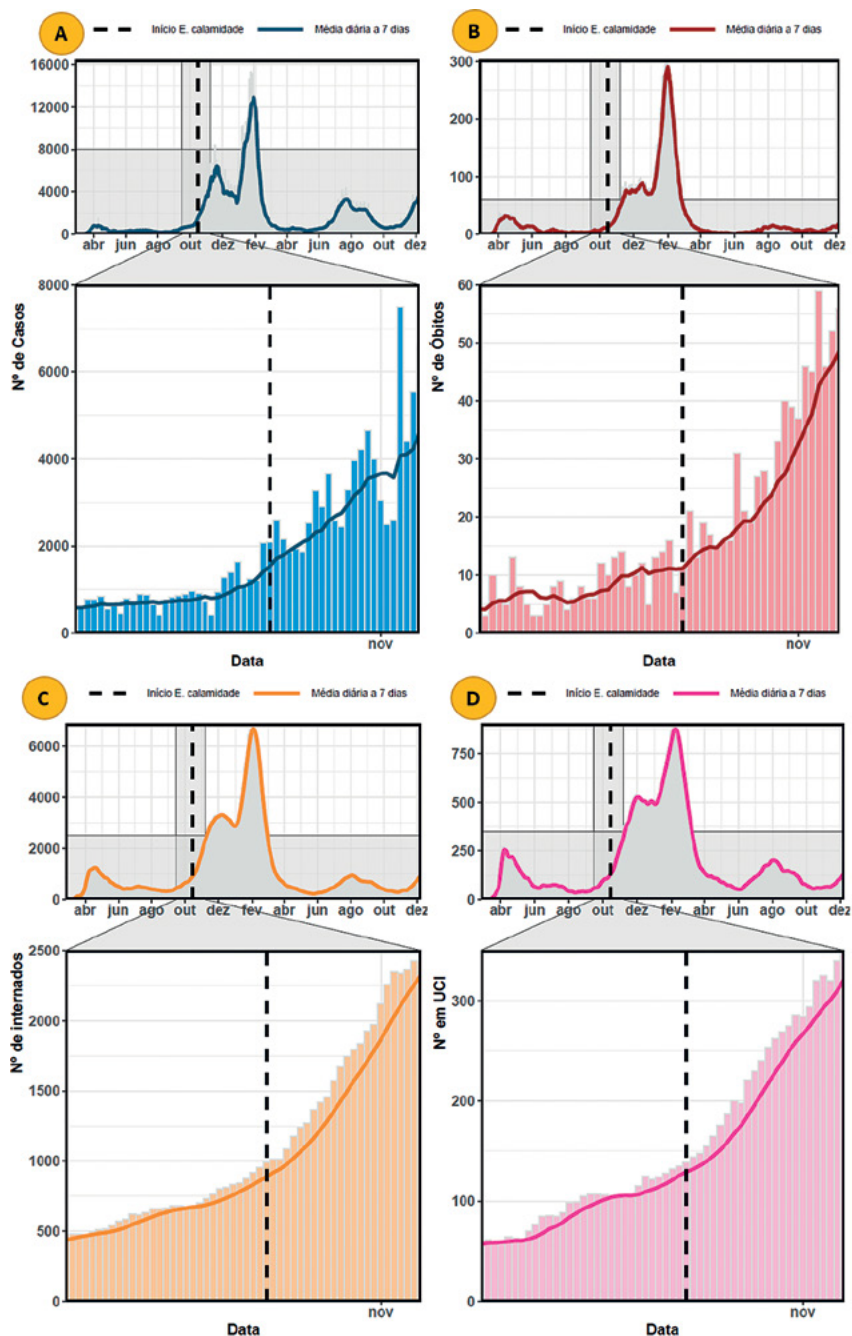 A
Início E. calamidade
Média diária a 7 dias
16000
12000
8000
4000
0
abr jun ago out dez fev abr jun ago out dez
Nº de Casos
8000
6000
4000
2000
0
nov
Data
B
Início E. calamidade
Média diária a 7 dias
300
200
100
0
abr jun ago out dez fev abr jun ago out dez
Nº de Óbitos
60
50
40
30
20
10
0
nov
Data
C
Início E. calamidade
Média diária a 7 dias
6000
4000
2000
0
abr jun ago out dez fev abr jun ago out dez
Nº de internados
2500
2000
1500
1000
500
0
nov
Data
D
Início E. calamidade
Média diária a 7 dias
750
500
250
0
abr jun ago out dez fev abr jun ago out dez
Nº em UCI
300
200
100
0
nov
Data